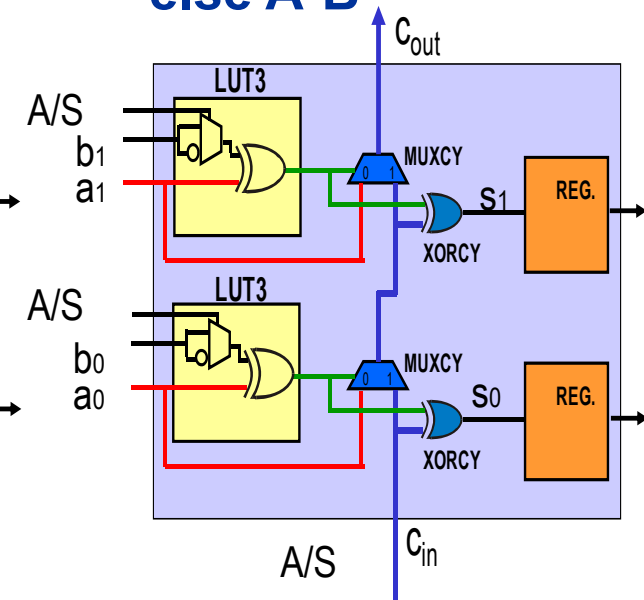 else A-B
Cout
LUT3
A/S
b1
a1
0 1
MUXCY
S1
REG.
XORCY
LUT3
A/S
b0
a0
0 1
MUXCY
S0
REG.
XORCY
A/S
Cin